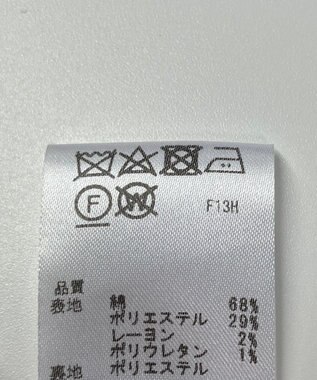 F W F13H
品質
表地 綿 68%
ポリエステル 29%
レーヨン 2%
ポリウレタン 1%
裏地 ポリエステル